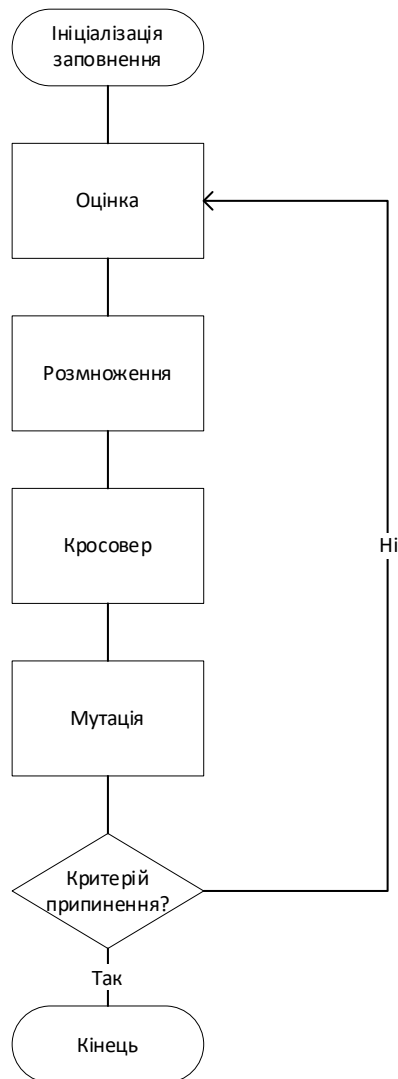 Ініціалізація
заповнення
Оцінка
Розмноження
Кросовер
Ні
Мутація
Критерій
припинення?
Так
Кінець